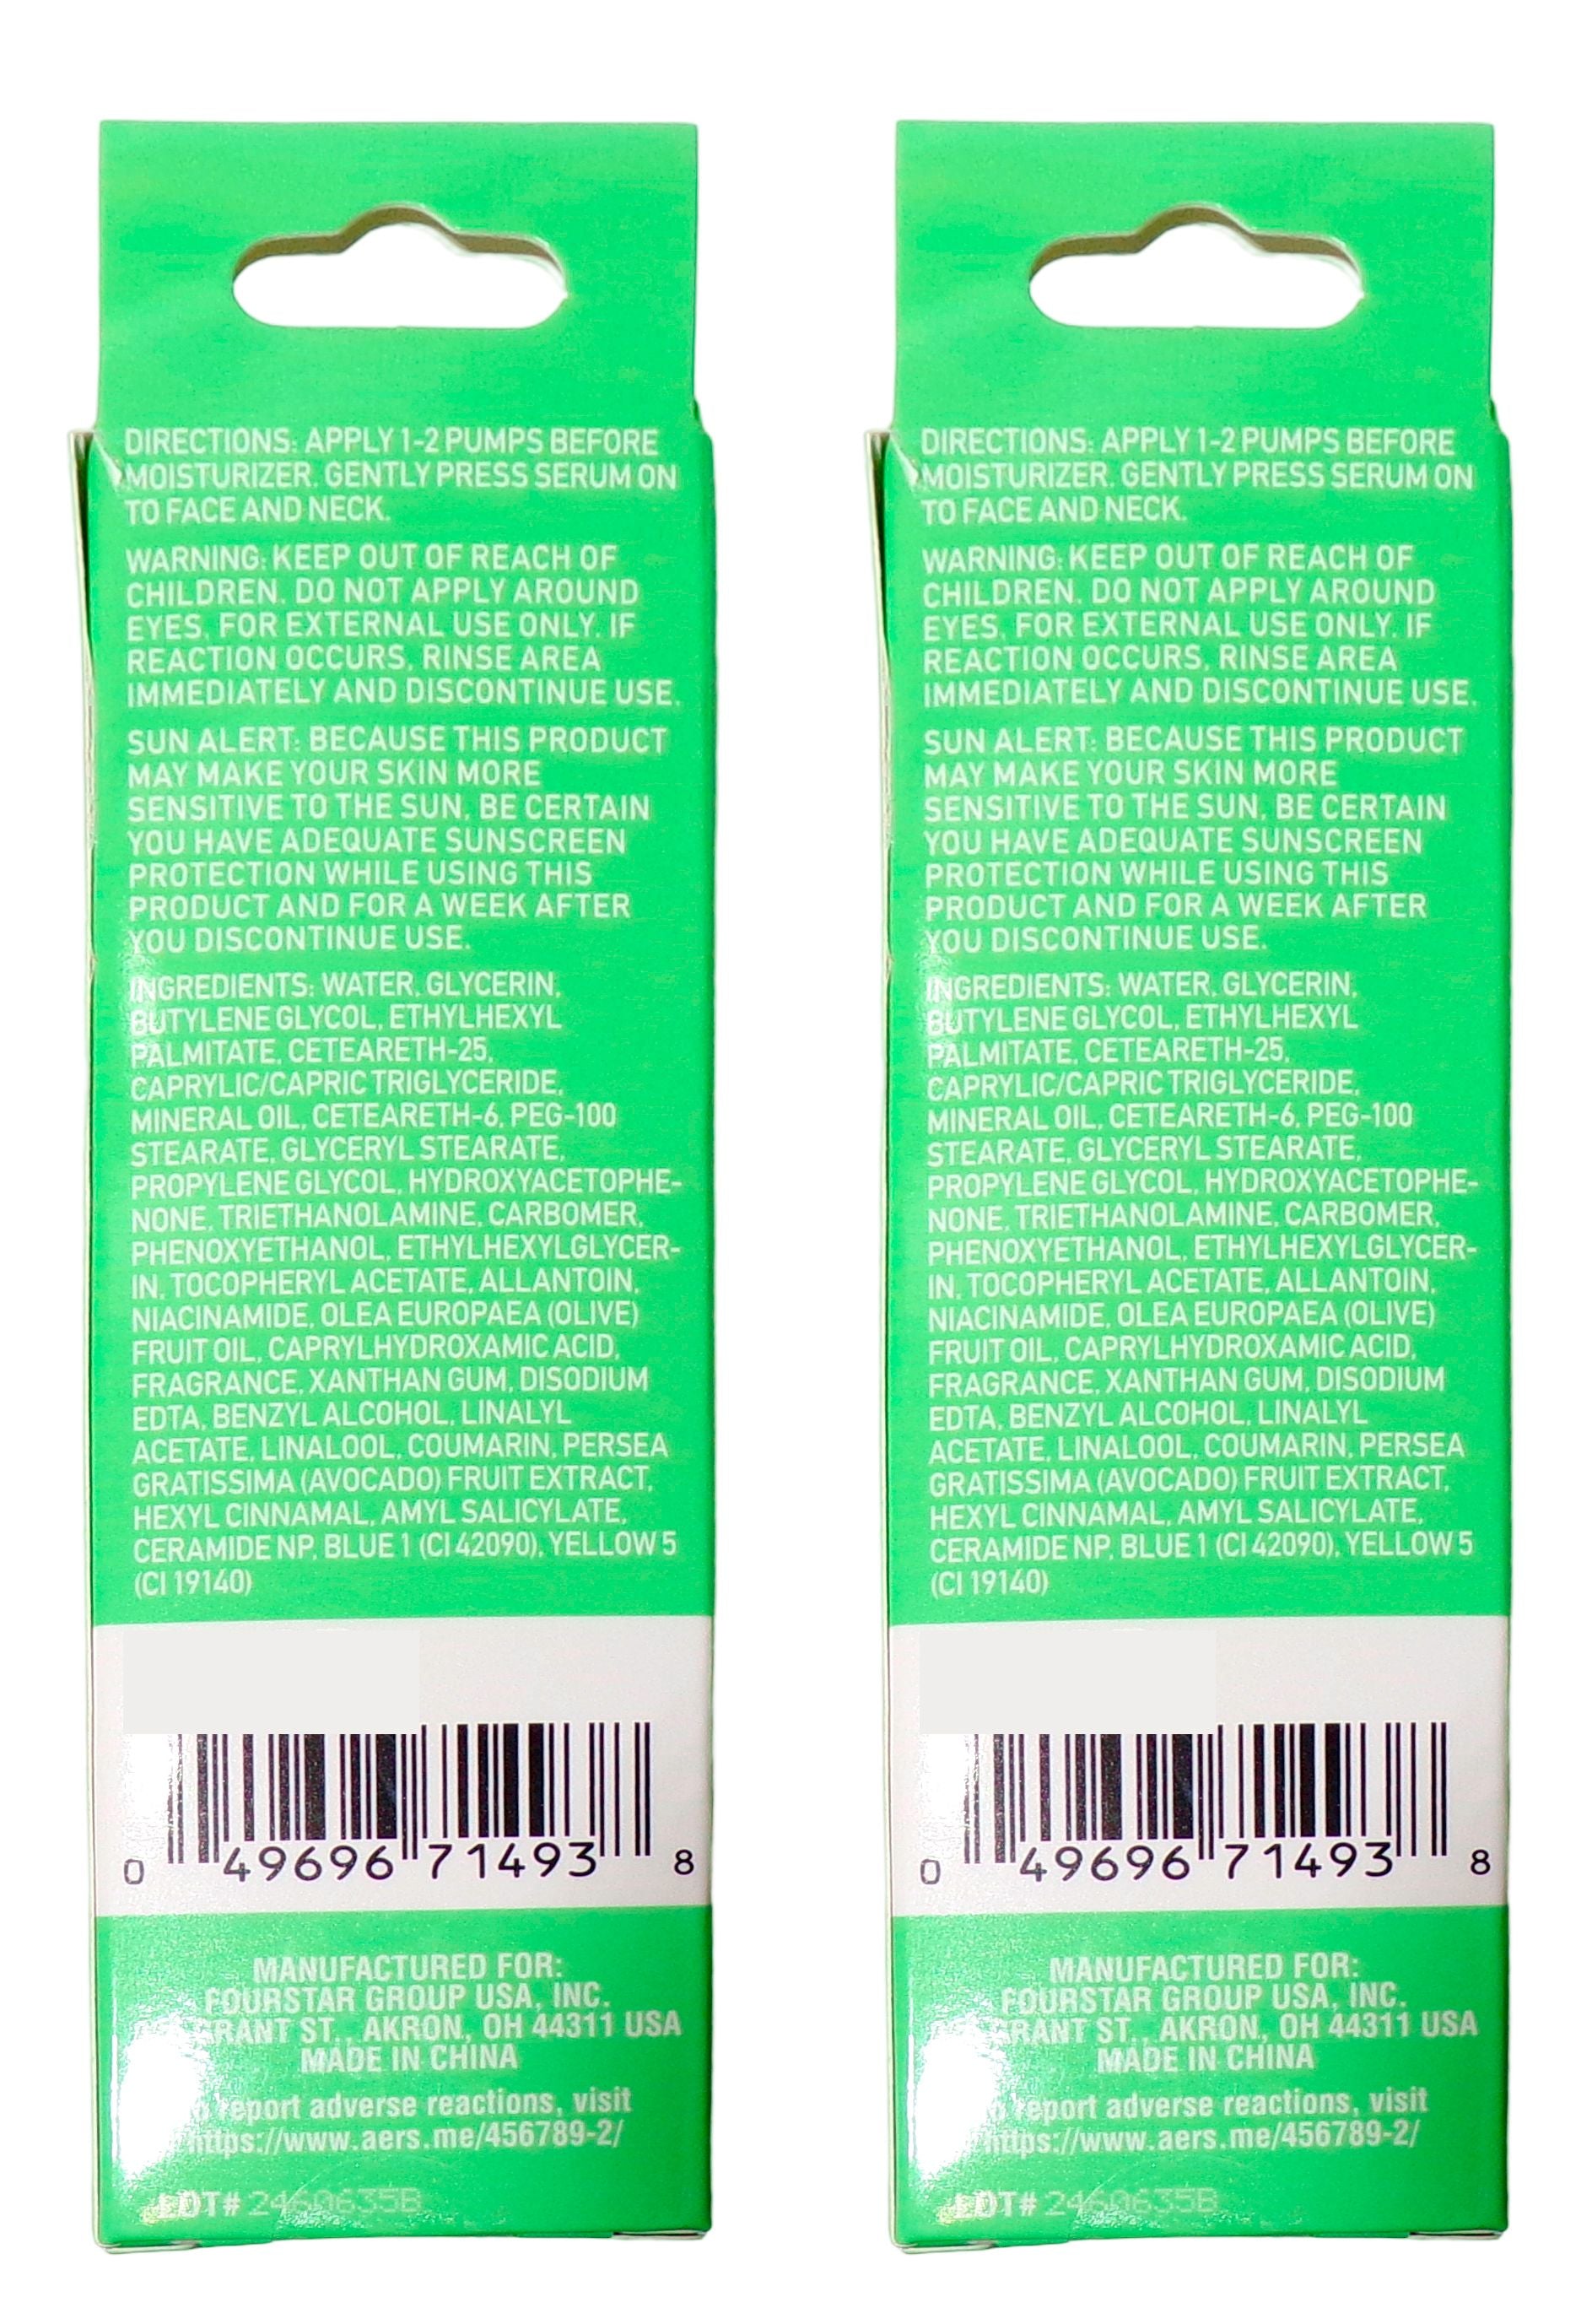 DIRECTIONS: APPLY 1-2 PUMPS BEFORE
MOISTURIZER. GENTLY PRESS SERUM ON
TO FACE AND NECK.
WARNING: KEEP OUT OF REACH OF
CHILDREN. DO NOT APPLY AROUND
EYES. FOR EXTERNAL USE ONLY. IF
REACTION OCCURS, RINSE AREA
IMMEDIATELY AND DISCONTINUE USE.
SUN ALERT: BECAUSE THIS PRODUCT
MAY MAKE YOUR SKIN MORE
SENSITIVE TO THE SUN, BE CERTAIN
YOU HAVE ADEQUATE SUNSCREEN
PROTECTION WHILE USING THIS
PRODUCT AND FOR A WEEK AFTER
YOU DISCONTINUE USE.
INGREDIENTS: WATER, GLYCERIN,
BUTYLENE GLYCOL, ETHYLHEXYL
PALMITATE, CETEARETH-25,
CAPRYLIC/CAPRIC TRIGLYCERIDE,
MINERAL OIL, CETEARETH-6, PEG-100
STEARATE, GLYCERYL STEARATE,
PROPYLENE GLYCOL, HYDROXYACETOPHE-
NONE, TRIETHANOLAMINE, CARBOMER,
PHENOXYETHANOL, ETHYLHEXYLGLYCER-
IN, TOCOPHERYL ACETATE, ALLANTOIN,
NIACINAMIDE, OLEA EUROPAEA (OLIVE)
FRUIT OIL, CAPRYLHYDROXAMIC ACID,
FRAGRANCE, XANTHAN GUM, DISODIUM
EDTA, BENZYL ALCOHOL, LINALYL
ACETATE, LINALOOL, COUMARIN, PERSEA
GRATISSIMA (AVOCADO) FRUIT EXTRACT,
HEXYL CINNAMAL, AMYL SALICYLATE,
CERAMIDE NP, BLUE 1 (CI 42090), YELLOW 5
(CI 19140)
0 49696 71493 8
MANUFACTURED FOR:
FOURSTAR GROUP USA, INC.
GRANT ST., AKRON, OH 44311 USA
MADE IN CHINA
report adverse reactions, visit
https://www.aers.me/456789-2/
LOT# 2460635B
DIRECTIONS: APPLY 1-2 PUMPS BEFORE
MOISTURIZER. GENTLY PRESS SERUM ON
TO FACE AND NECK.
WARNING: KEEP OUT OF REACH OF
CHILDREN. DO NOT APPLY AROUND
EYES. FOR EXTERNAL USE ONLY. IF
REACTION OCCURS, RINSE AREA
IMMEDIATELY AND DISCONTINUE USE.
SUN ALERT: BECAUSE THIS PRODUCT
MAY MAKE YOUR SKIN MORE
SENSITIVE TO THE SUN, BE CERTAIN
YOU HAVE ADEQUATE SUNSCREEN
PROTECTION WHILE USING THIS
PRODUCT AND FOR A WEEK AFTER
YOU DISCONTINUE USE.
INGREDIENTS: WATER, GLYCERIN,
BUTYLENE GLYCOL, ETHYLHEXYL
PALMITATE, CETEARETH-25,
CAPRYLIC/CAPRIC TRIGLYCERIDE,
MINERAL OIL, CETEARETH-6, PEG-100
STEARATE, GLYCERYL STEARATE,
PROPYLENE GLYCOL, HYDROXYACETOPHE-
NONE, TRIETHANOLAMINE, CARBOMER,
PHENOXYETHANOL, ETHYLHEXYLGLYCER-
IN, TOCOPHERYL ACETATE, ALLANTOIN,
NIACINAMIDE, OLEA EUROPAEA (OLIVE)
FRUIT OIL, CAPRYLHYDROXAMIC ACID,
FRAGRANCE, XANTHAN GUM, DISODIUM
EDTA, BENZYL ALCOHOL, LINALYL
ACETATE, LINALOOL, COUMARIN, PERSEA
GRATISSIMA (AVOCADO) FRUIT EXTRACT,
HEXYL CINNAMAL, AMYL SALICYLATE,
CERAMIDE NP, BLUE 1 (CI 42090), YELLOW 5
(CI 19140)
0 49696 71493 8
MANUFACTURED FOR:
FOURSTAR GROUP USA, INC.
GRANT ST., AKRON, OH 44311 USA
MADE IN CHINA
report adverse reactions, visit
https://www.aers.me/456789-2/
LOT# 2460635B